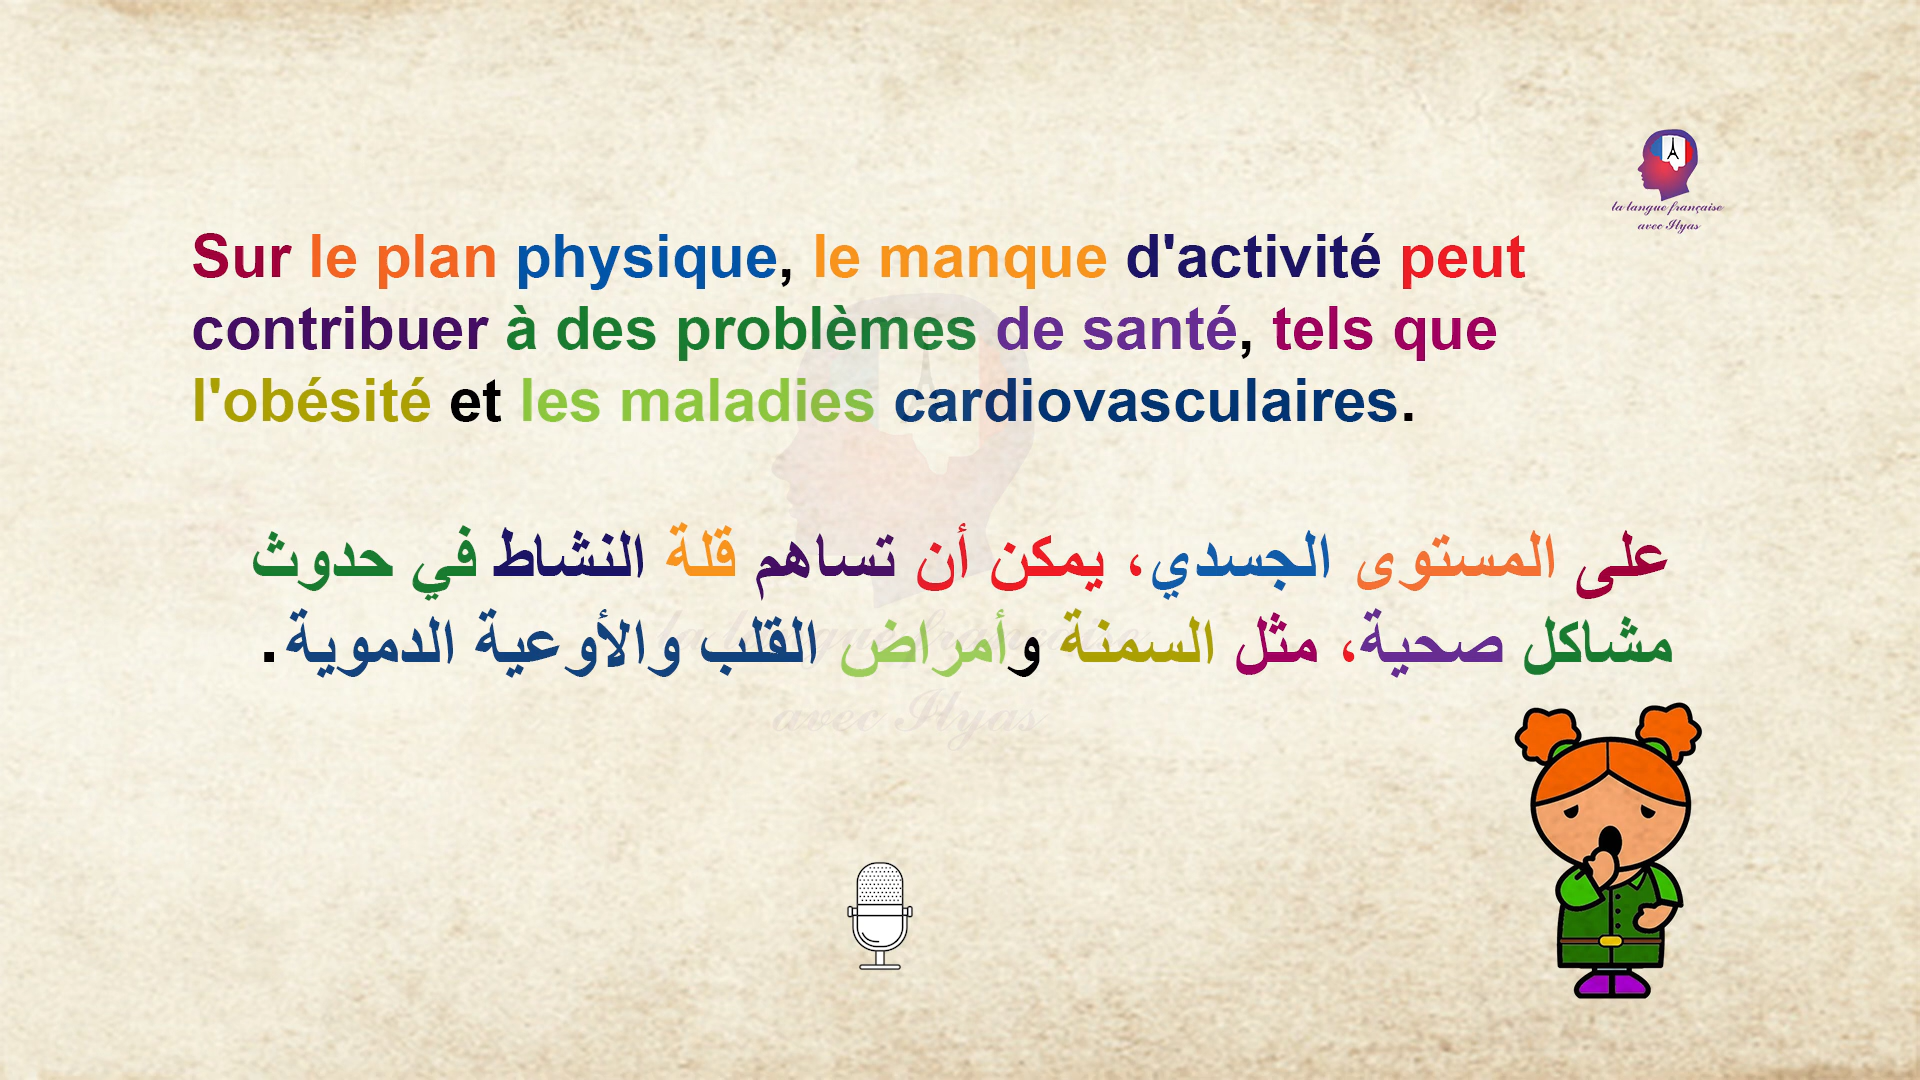 la langue française
avec Ilyas
Sur le plan physique, le manque d'activité peut
contribuer à des problèmes de santé, tels que
l'obésité et les maladies cardiovasculaires.
على المستوى الجسدي، يمكن أن تساهم قلة النشاط في حدوث
مشاكل صحية، مثل السمنة وأمراض القلب والأوعية الدموية.
avec Ilyas